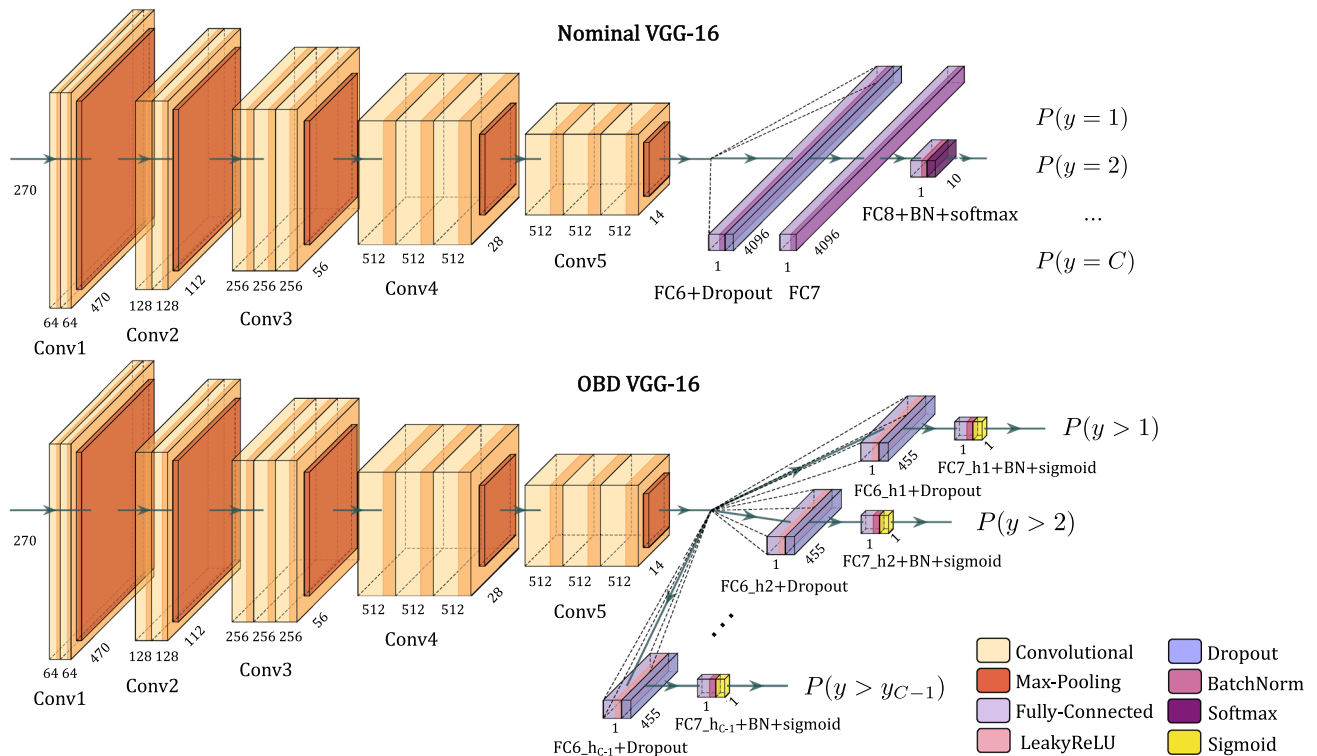 Nominal VGG-16
270
64 64
470
Conv1
128 128
112
Conv2
256 256 256
56
Conv3
512 512 512
28
Conv4
512 512 512
14
Conv5
1
4096
FC6+Dropout
1
4096
FC7
1
10
FC8+BN+softmax
P(y = 1)
P(y = 2)
...
P(y = C)
OBD VGG-16
270
64 64
470
Conv1
128 128
112
Conv2
256 256 256
56
Conv3
512 512 512
28
Conv4
512 512 512
14
Conv5
1
455
FC6_h1+Dropout
1
1
FC7_h1+BN+sigmoid
P(y > 1)
1
455
FC6_h2+Dropout
1
1
FC7_h2+BN+sigmoid
P(y > 2)
...
1
455
FC6_hC-1+Dropout
1
1
FC7_hC-1+BN+sigmoid
P(y > yC−1)
Convolutional
Max-Pooling
Fully-Connected
LeakyReLU
Dropout
BatchNorm
Softmax
Sigmoid